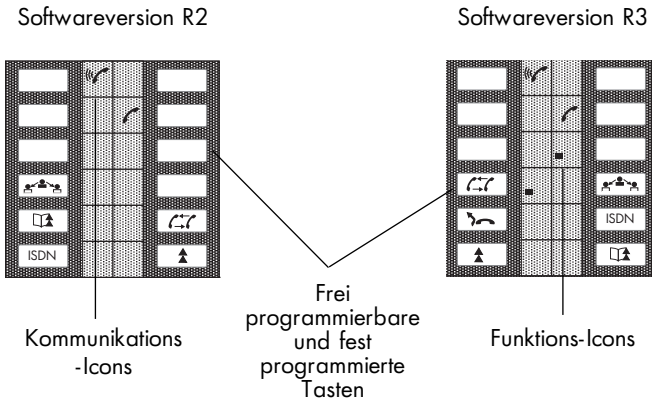 Softwareversion R2
Softwareversion R3
ISDN
ISDN
Kommunikations
-Icons
Frei
programmierbare
und fest
programmierte
Tasten
Funktions-Icons